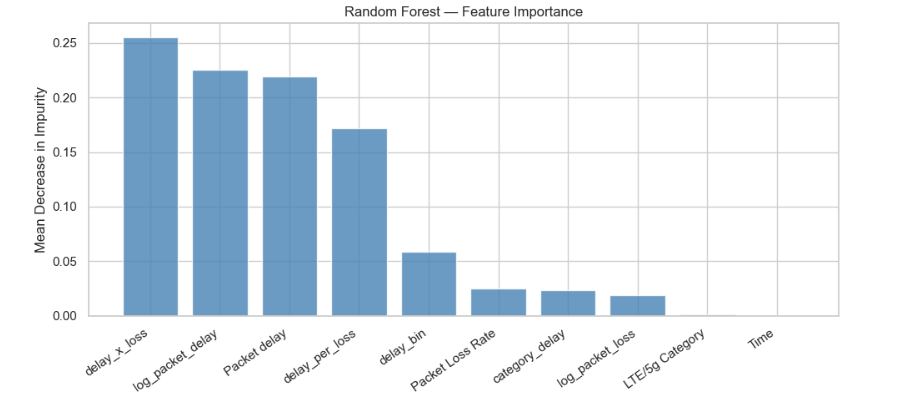 Random Forest — Feature Importance
Mean Decrease in Impurity
0.25
0.20
0.15
0.10
0.05
0.00
delay_x_loss
log_packet_delay
Packet delay
delay_per_loss
delay_bin
Packet Loss Rate
category_delay
log_packet_loss
LTE/5g Category
Time